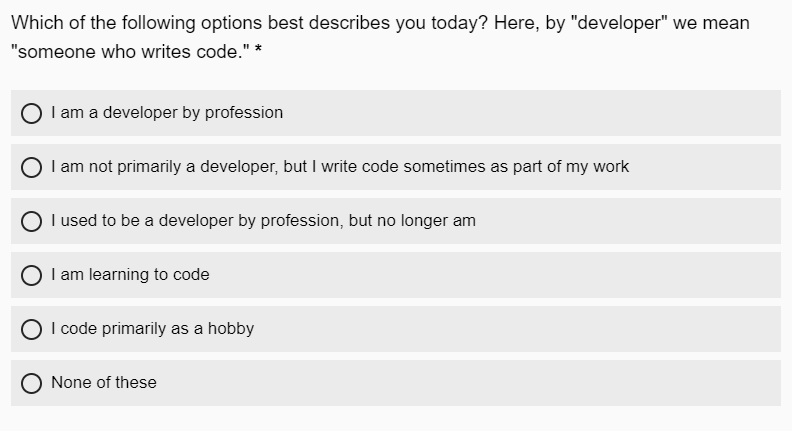 Which of the following options best describes you today? Here, by "developer" we mean
"someone who writes code." *
I am a developer by profession
I am not primarily a developer, but I write code sometimes as part of my work
I used to be a developer by profession, but no longer am
I am learning to code
I code primarily as a hobby
None of these